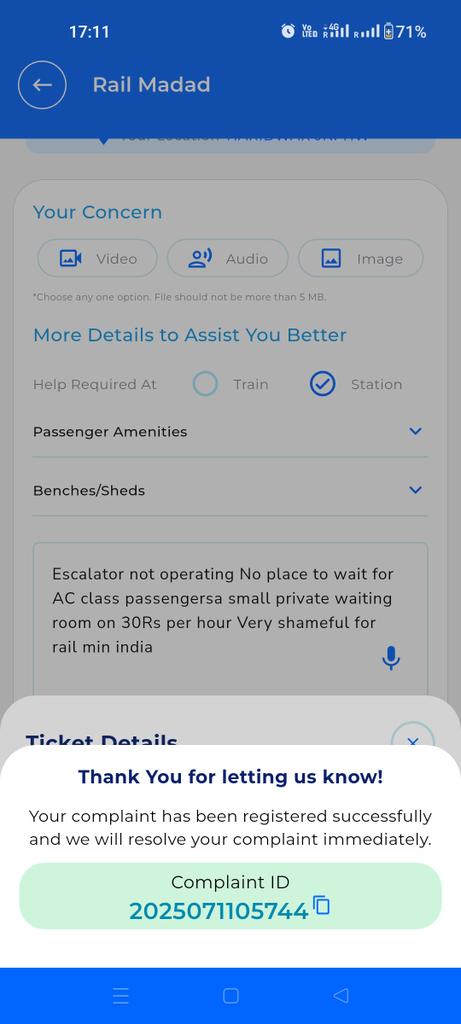 17:11
Vo
LTED
4G
R
R
71%
Rail Madad
Your Location
Your Concern
Video
Audio
Image
*Choose any one option. File should not be more than 5 MB.
More Details to Assist You Better
Help Required At
Train
Station
Passenger Amenities
Benches/Sheds
Escalator not operating No place to wait for
AC class passengersa small private waiting
room on 30Rs per hour Very shameful for
rail min india
Ticket Details
Thank You for letting us know!
Your complaint has been registered successfully
and we will resolve your complaint immediately.
Complaint ID
2025071105744